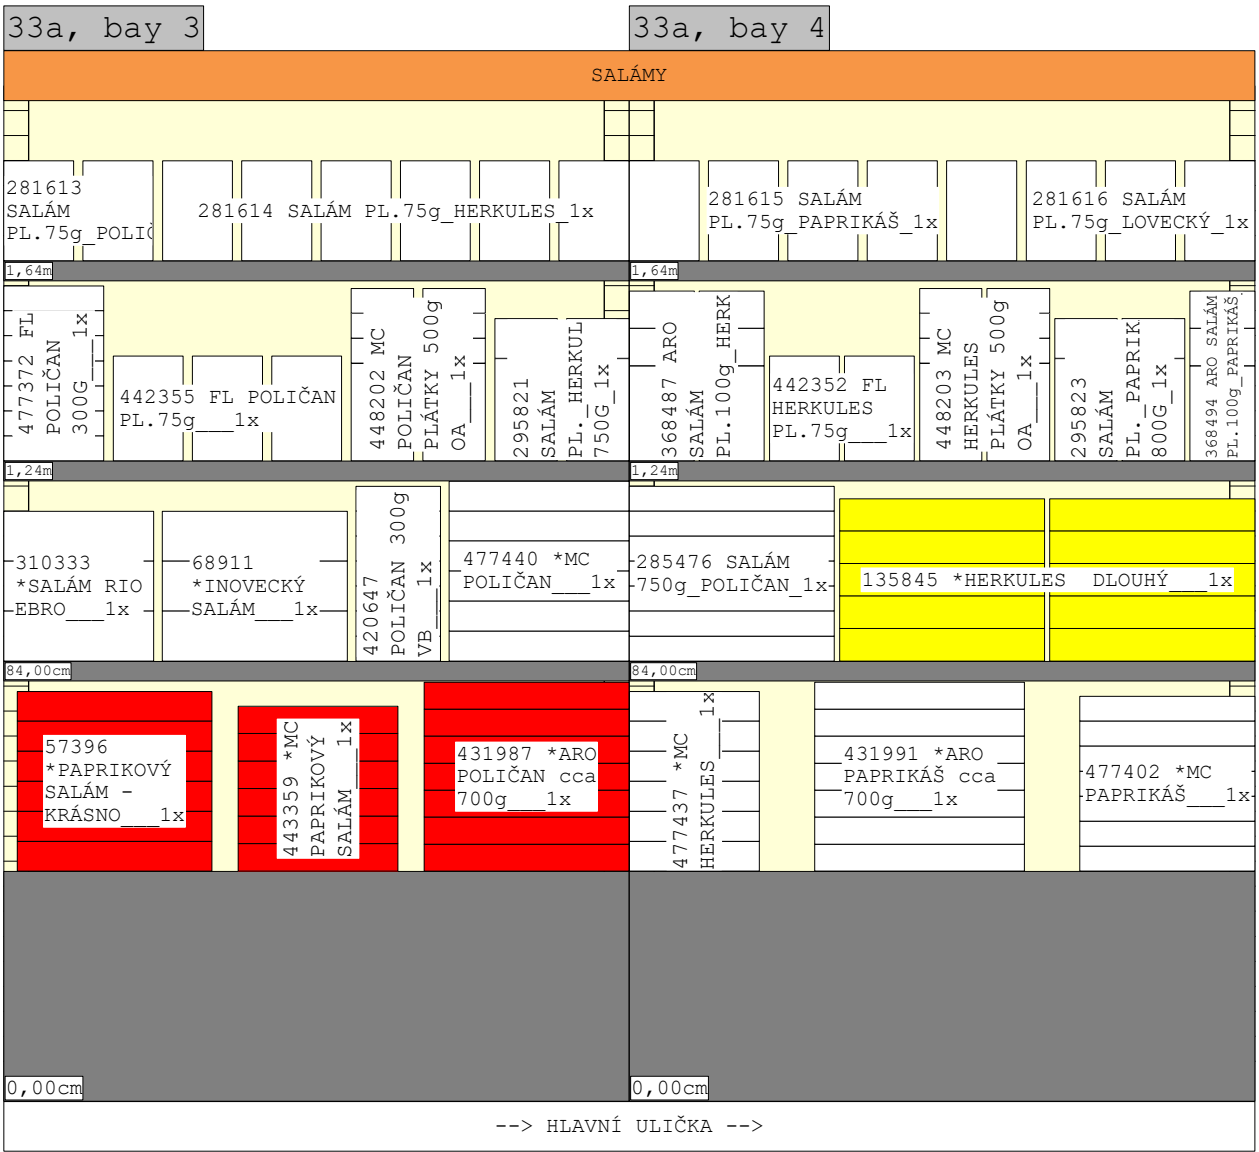 33a, bay 3
33a, bay 4
SALÁMY
281613
SALÁM
PL.75g_POLIČ
281614 SALÁM PL.75g_HERKULES_1x
281615 SALÁM
PL.75g_PAPRIKÁŠ_1x
281616 SALÁM
PL.75g_LOVECKÝ_1x
1,64m
1,64m
477372 FL
POLIČAN
300G___1x
442355 FL POLIČAN
PL.75g___1x
448202 MC
POLIČAN
PLÁTKY 500g
OA___1x
295821
SALÁM
PL._HERKUL
750G_1x
368487 ARO
SALÁM
PL.100g_HERK
442352 FL
HERKULES
PL.75g___1x
448203 MC
HERKULES
PLÁTKY 500g
OA___1x
295823
SALÁM
PL._PAPRIK
800G_1x
368494 ARO SALÁM
PL.100g_PAPRIKÁŠ
1,24m
1,24m
310333
*SALÁM RIO
EBRO___1x
68911
*INOVECKÝ
SALÁM___1x
420647
POLIČAN 300g
VB___1x
477440 *MC
POLIČAN___1x
285476 SALÁM
750g_POLIČAN_1x
135845 *HERKULES  DLOUHÝ___1x
84,00cm
84,00cm
57396
*PAPRIKOVÝ
SALÁM -
KRÁSNO___1x
443359 *MC
PAPRIKOVÝ
SALÁM___1x
431987 *ARO
POLIČAN cca
700g___1x
477437 *MC
HERKULES___1x
431991 *ARO
PAPRIKÁŠ cca
700g___1x
477402 *MC
PAPRIKÁŠ___1x
0,00cm
0,00cm
--> HLAVNÍ ULIČKA -->